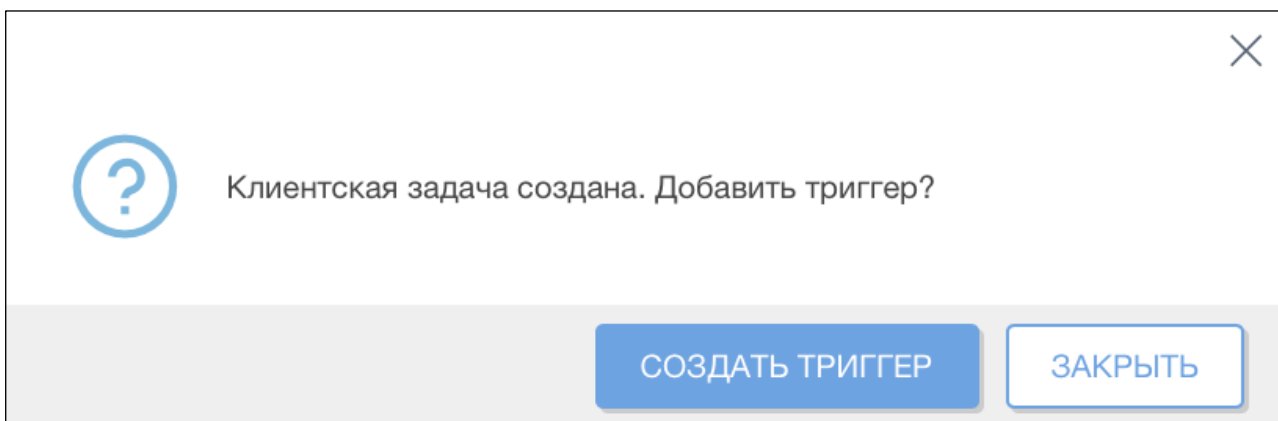 Клиентская задача создана. Добавить триггер?
СОЗДАТЬ ТРИГГЕР
ЗАКРЫТЬ